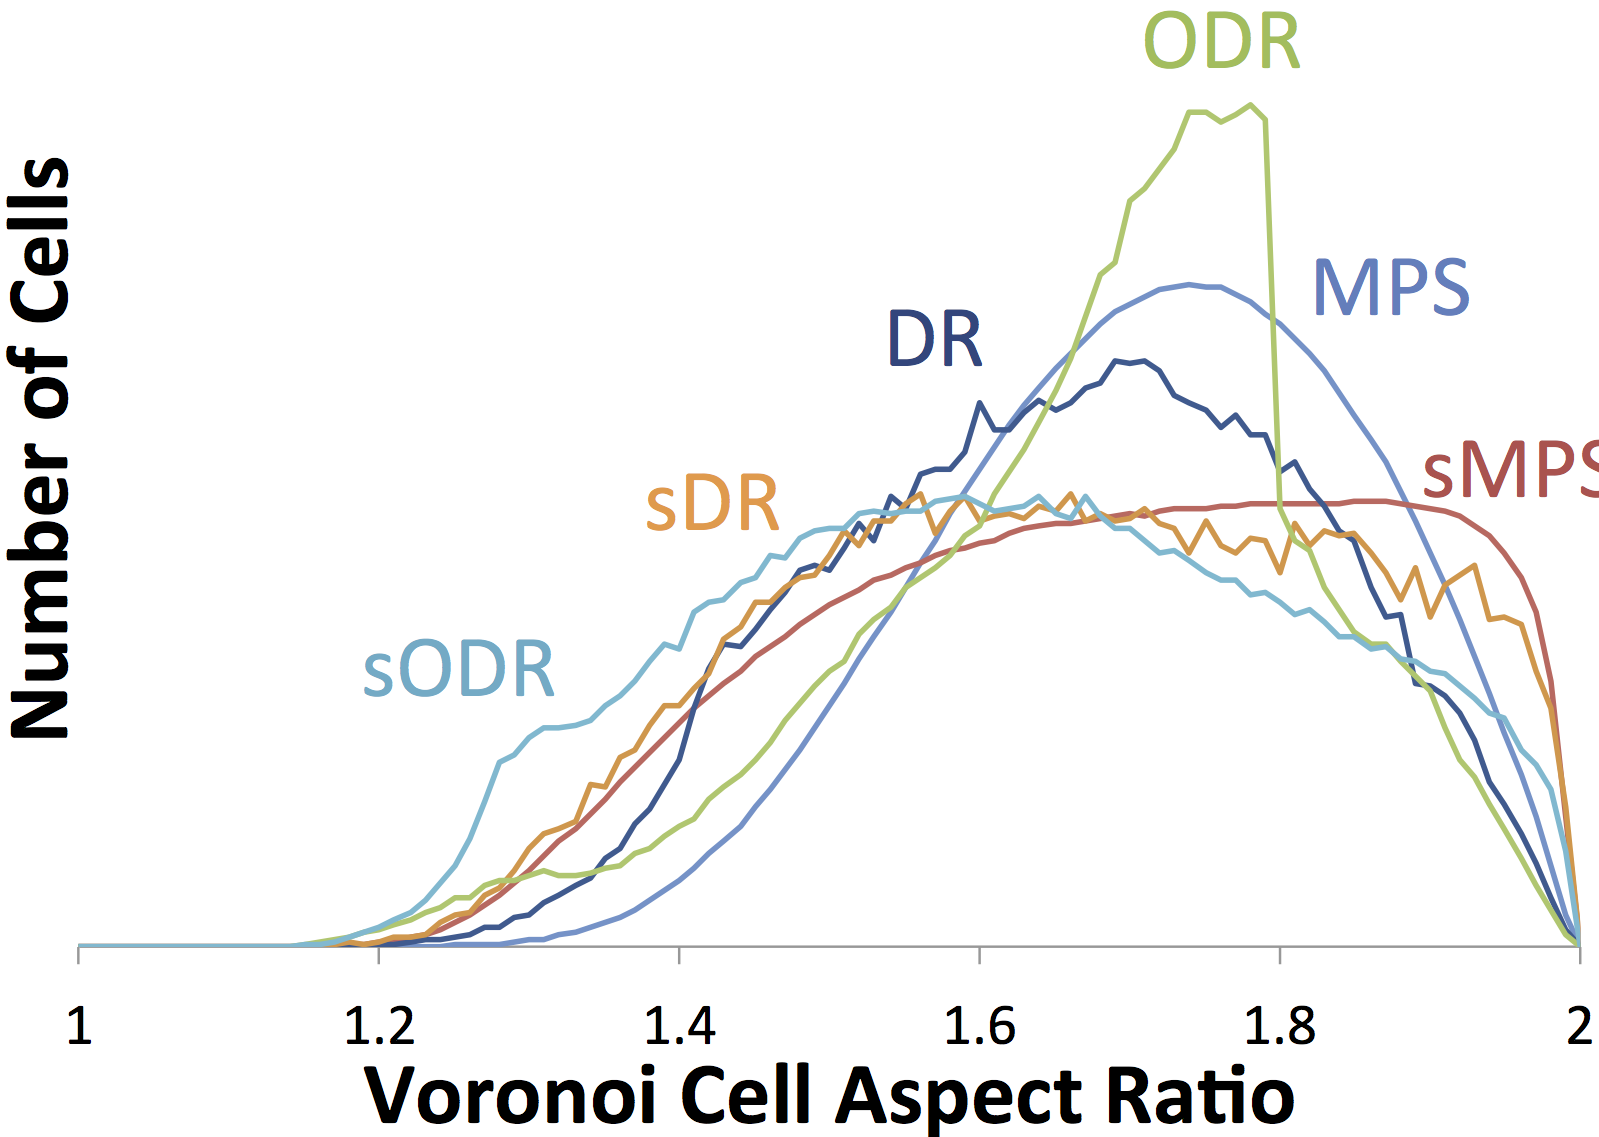 ODR
MPS
DR
sMPS
sDR
sODR
Number of Cells
1 1.2 1.4 1.6 1.8 2
Voronoi Cell Aspect Ratio